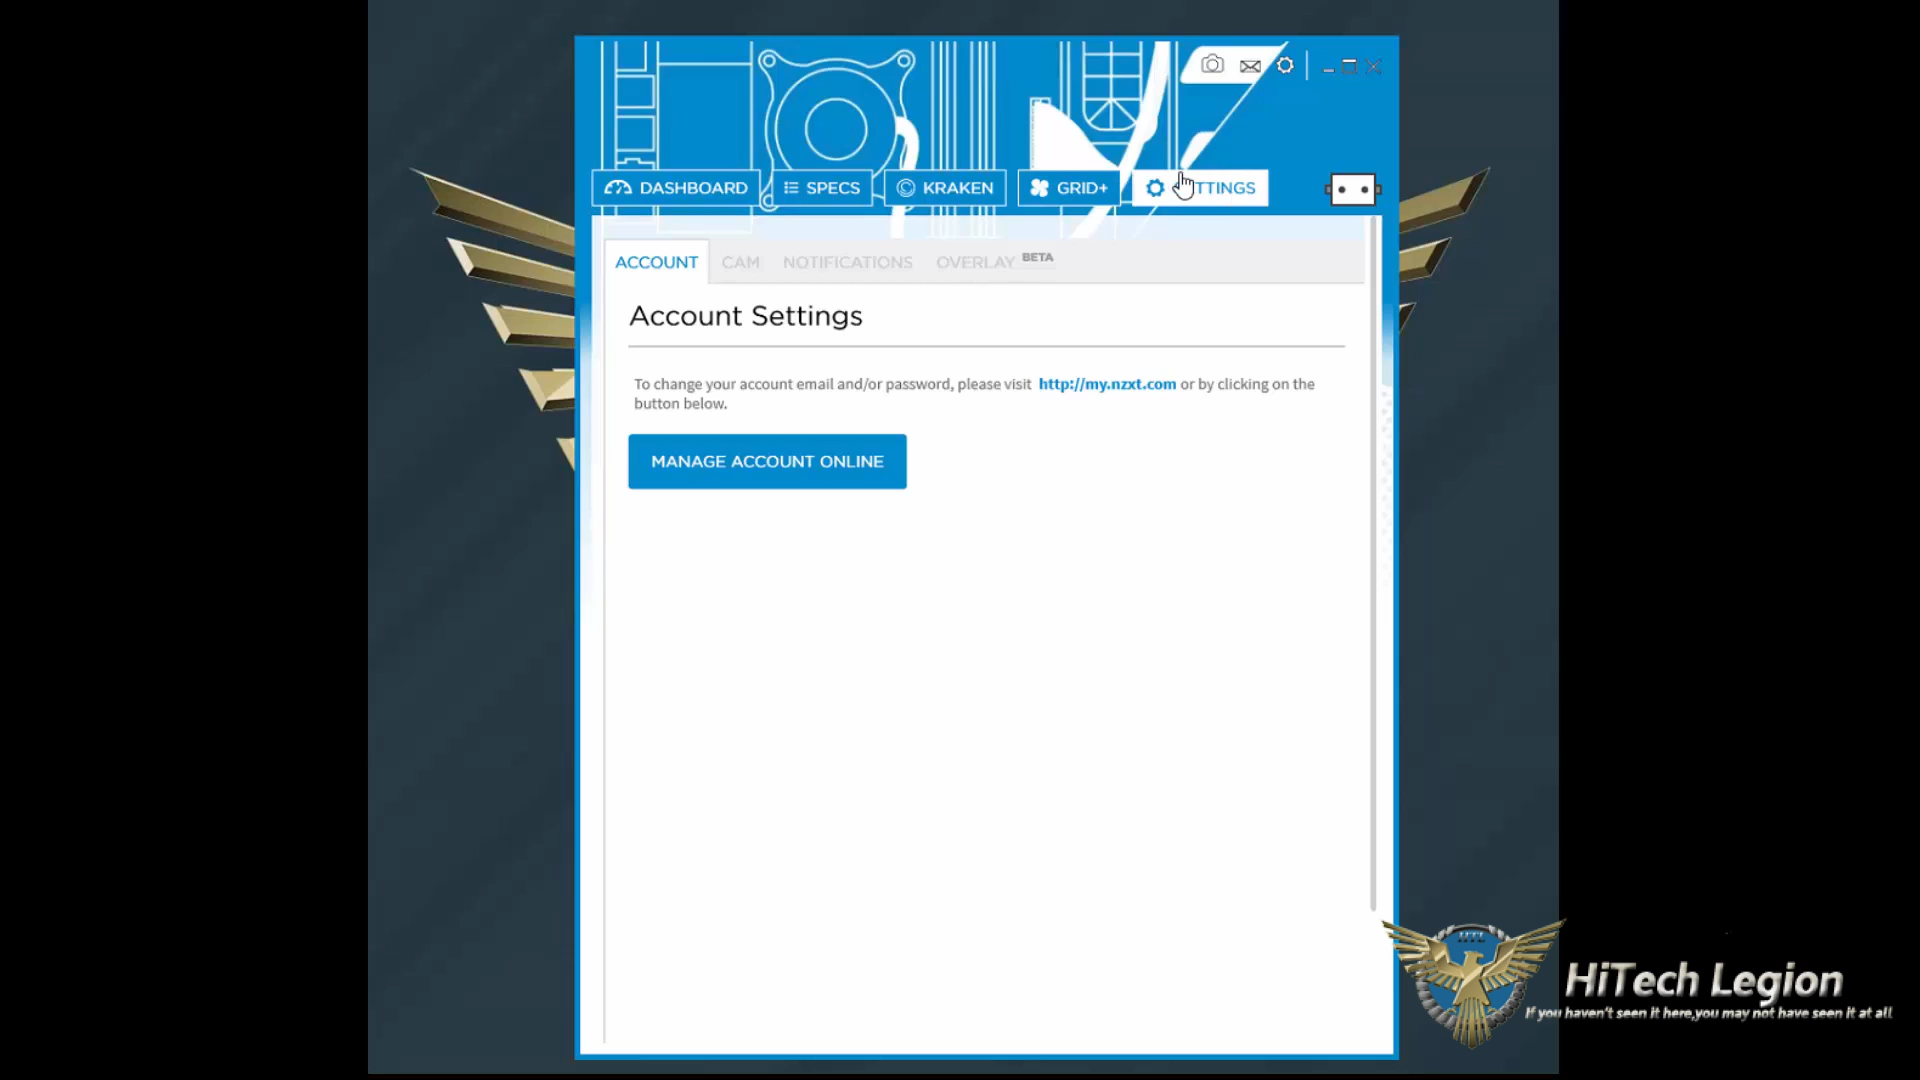 DASHBOARD SPECS KRAKEN GRID+ TTINGS
ACCOUNT CAM NOTIFICATIONS OVERLAY BETA
Account Settings
To change your account email and/or password, please visit http://my.nzxt.com or by clicking on the
button below.
MANAGE ACCOUNT ONLINE
HiTech Legion
If you haven't seen it here,you may not have seen it at all